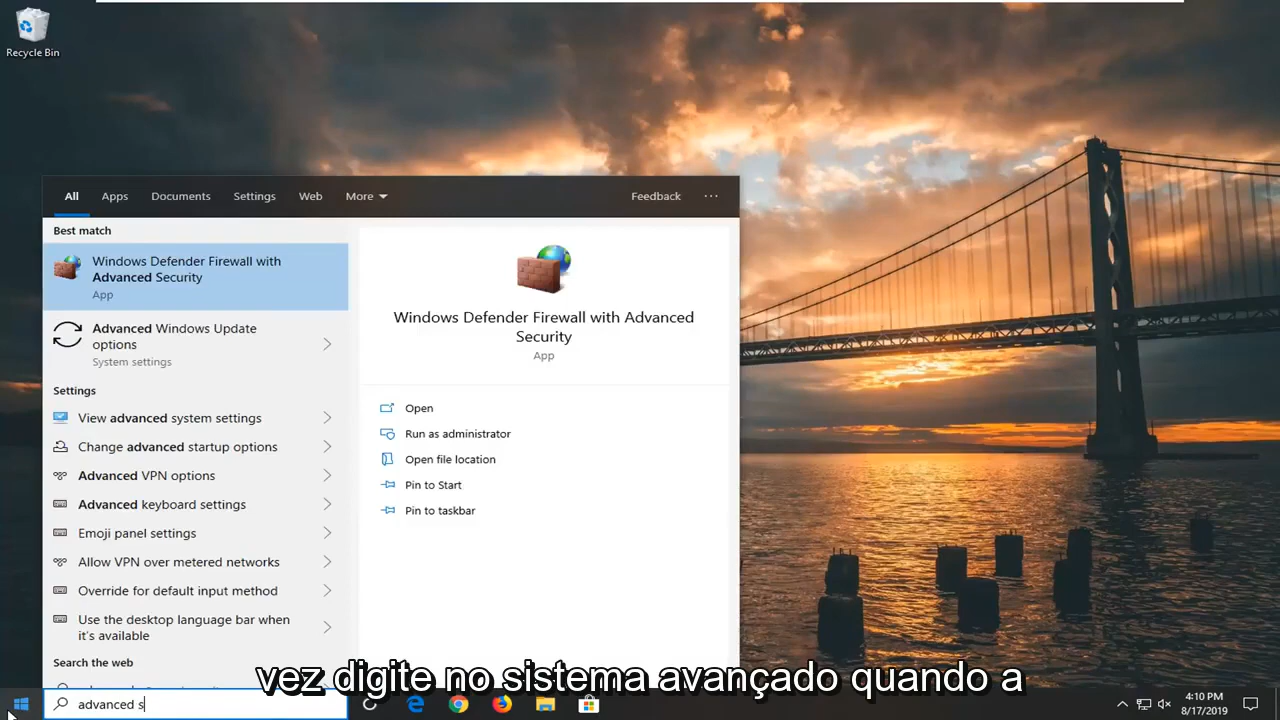 Recycle Bin
All Apps Documents Settings Web More Feedback ···
Best match
Windows Defender Firewall with
Advanced Security
App
Advanced Windows Update
options
System settings
Settings
View advanced system settings
Change advanced startup options
Advanced VPN options
Advanced keyboard settings
Emoji panel settings
Allow VPN over metered networks
Override for default input method
Use the desktop language bar when
it's available
Search the web
Windows Defender Firewall with Advanced
Security
App
Open
Run as administrator
Open file location
Pin to Start
Pin to taskbar
vez digite no sistema avançado quando a
advanced s
4:10 PM
8/17/2019